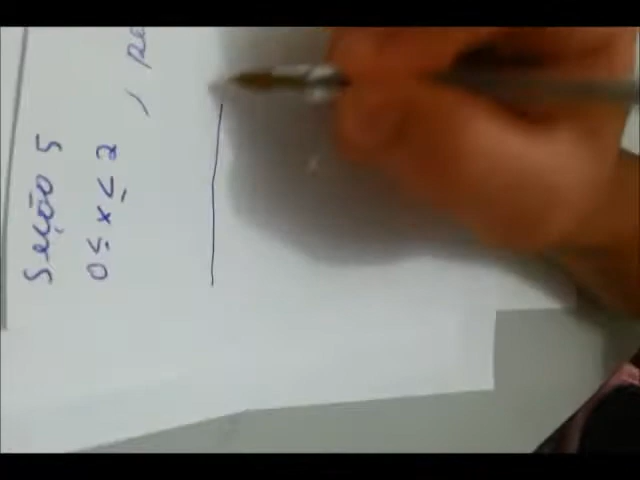 Seção 5
0 ≤ x ≤ 2 ,